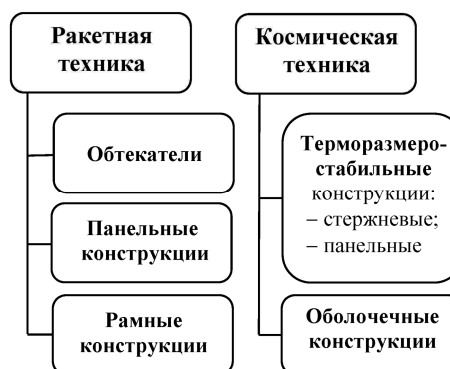 Ракетная
техника
Обтекатели
Панельные
конструкции
Рамные
конструкции
Космическая
техника
Терморазмеро-
стабильные
конструкции:
– стержневые;
– панельные
Оболочечные
конструкции